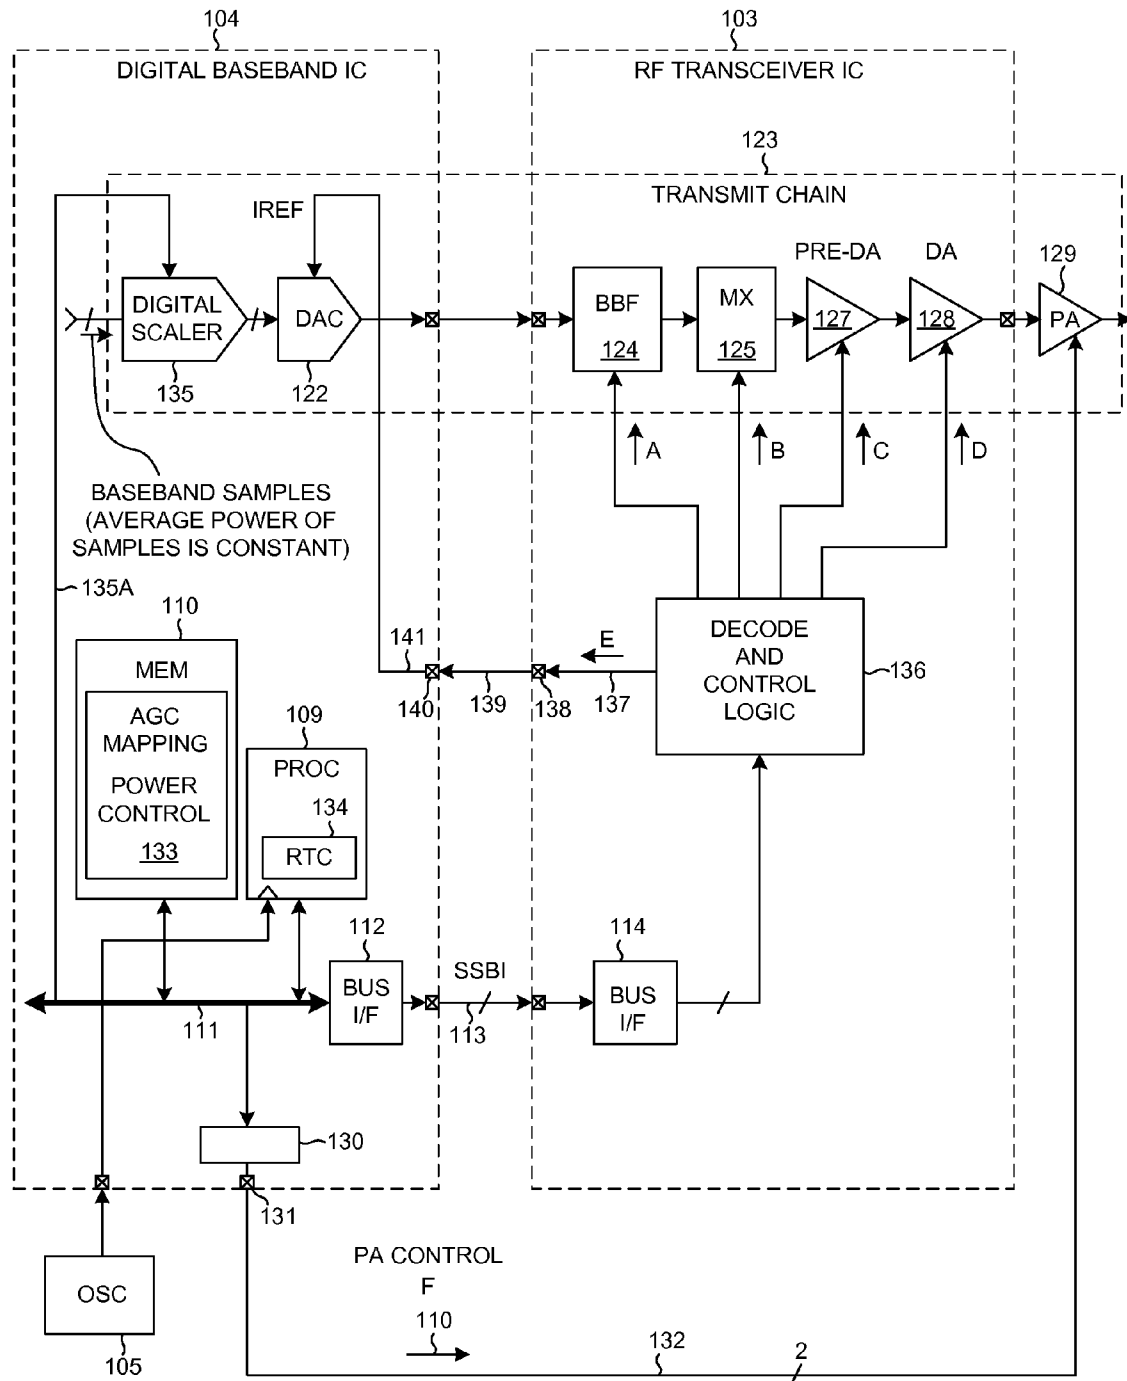 104
103
DIGITAL BASEBAND IC
RF TRANSCEIVER IC
123
TRANSMIT CHAIN
IREF
PRE-DA
DA
129
DIGITAL
SCALER
DAC
BBF
124
MX
125
127
128
PA
135
122
A
B
C
D
BASEBAND SAMPLES
(AVERAGE POWER OF
SAMPLES IS CONSTANT)
135A
110
MEM
AGC
MAPPING
POWER
CONTROL
133
141
140
139
138
E
137
DECODE
AND
CONTROL
LOGIC
136
109
PROC
134
RTC
112
BUS
I/F
SSBI
113
114
BUS
I/F
111
130
131
OSC
105
PA CONTROL
F
110
132
2